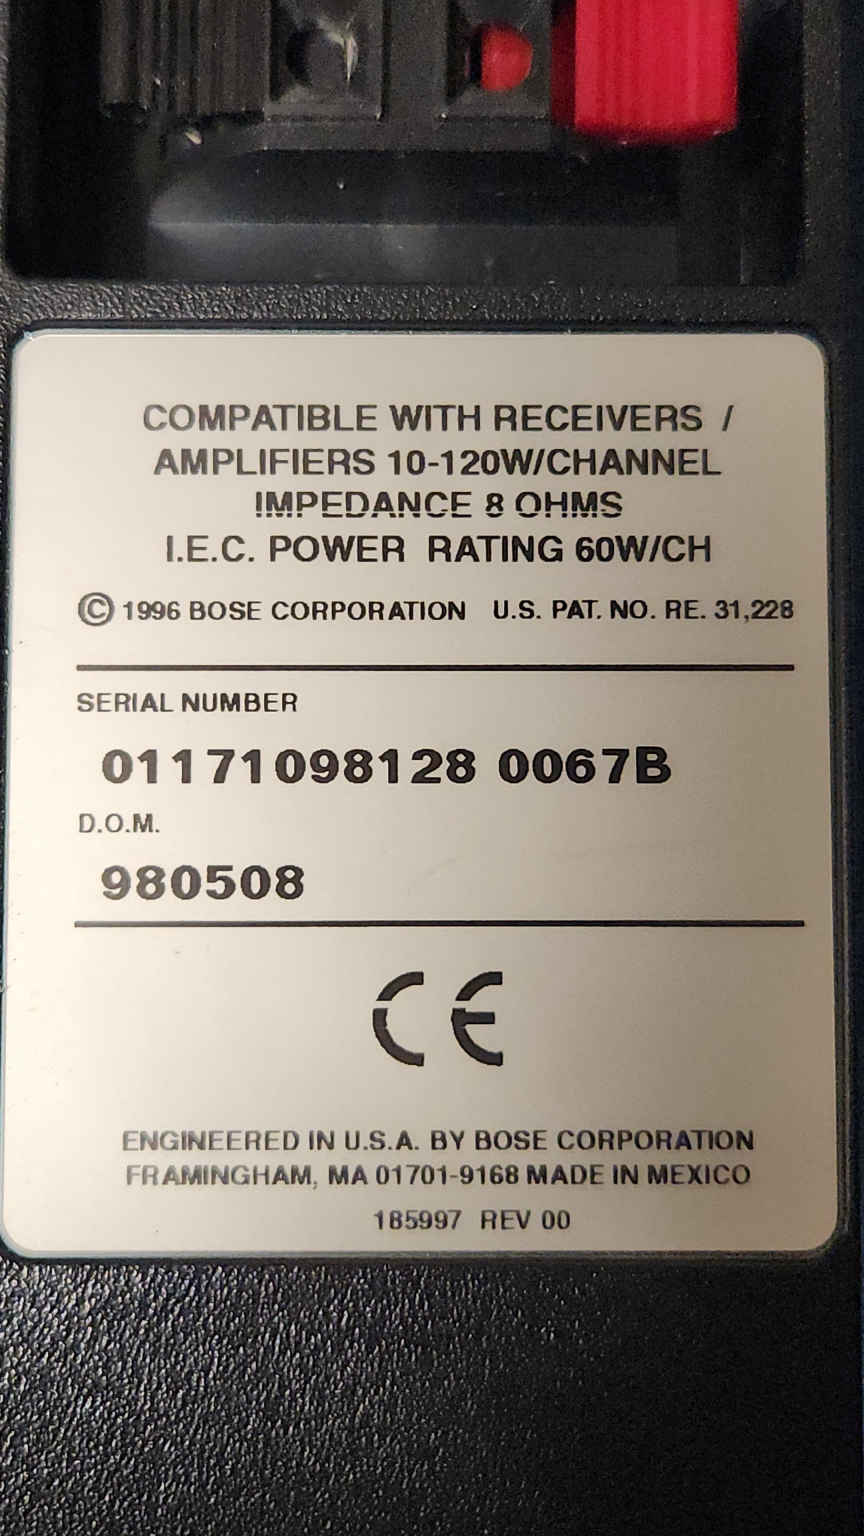 COMPATIBLE WITH RECEIVERS /
AMPLIFIERS 10-120W/CHANNEL
IMPEDANCE 8 OHMS
I.E.C. POWER RATING 60W/CH
© 1996 BOSE CORPORATION U.S. PAT. NO. RE. 31,228
SERIAL NUMBER
01171098128 0067B
D.O.M.
980508
CE
ENGINEERED IN U.S.A. BY BOSE CORPORATION
FRAMINGHAM, MA 01701-9168 MADE IN MEXICO
185997 REV 00